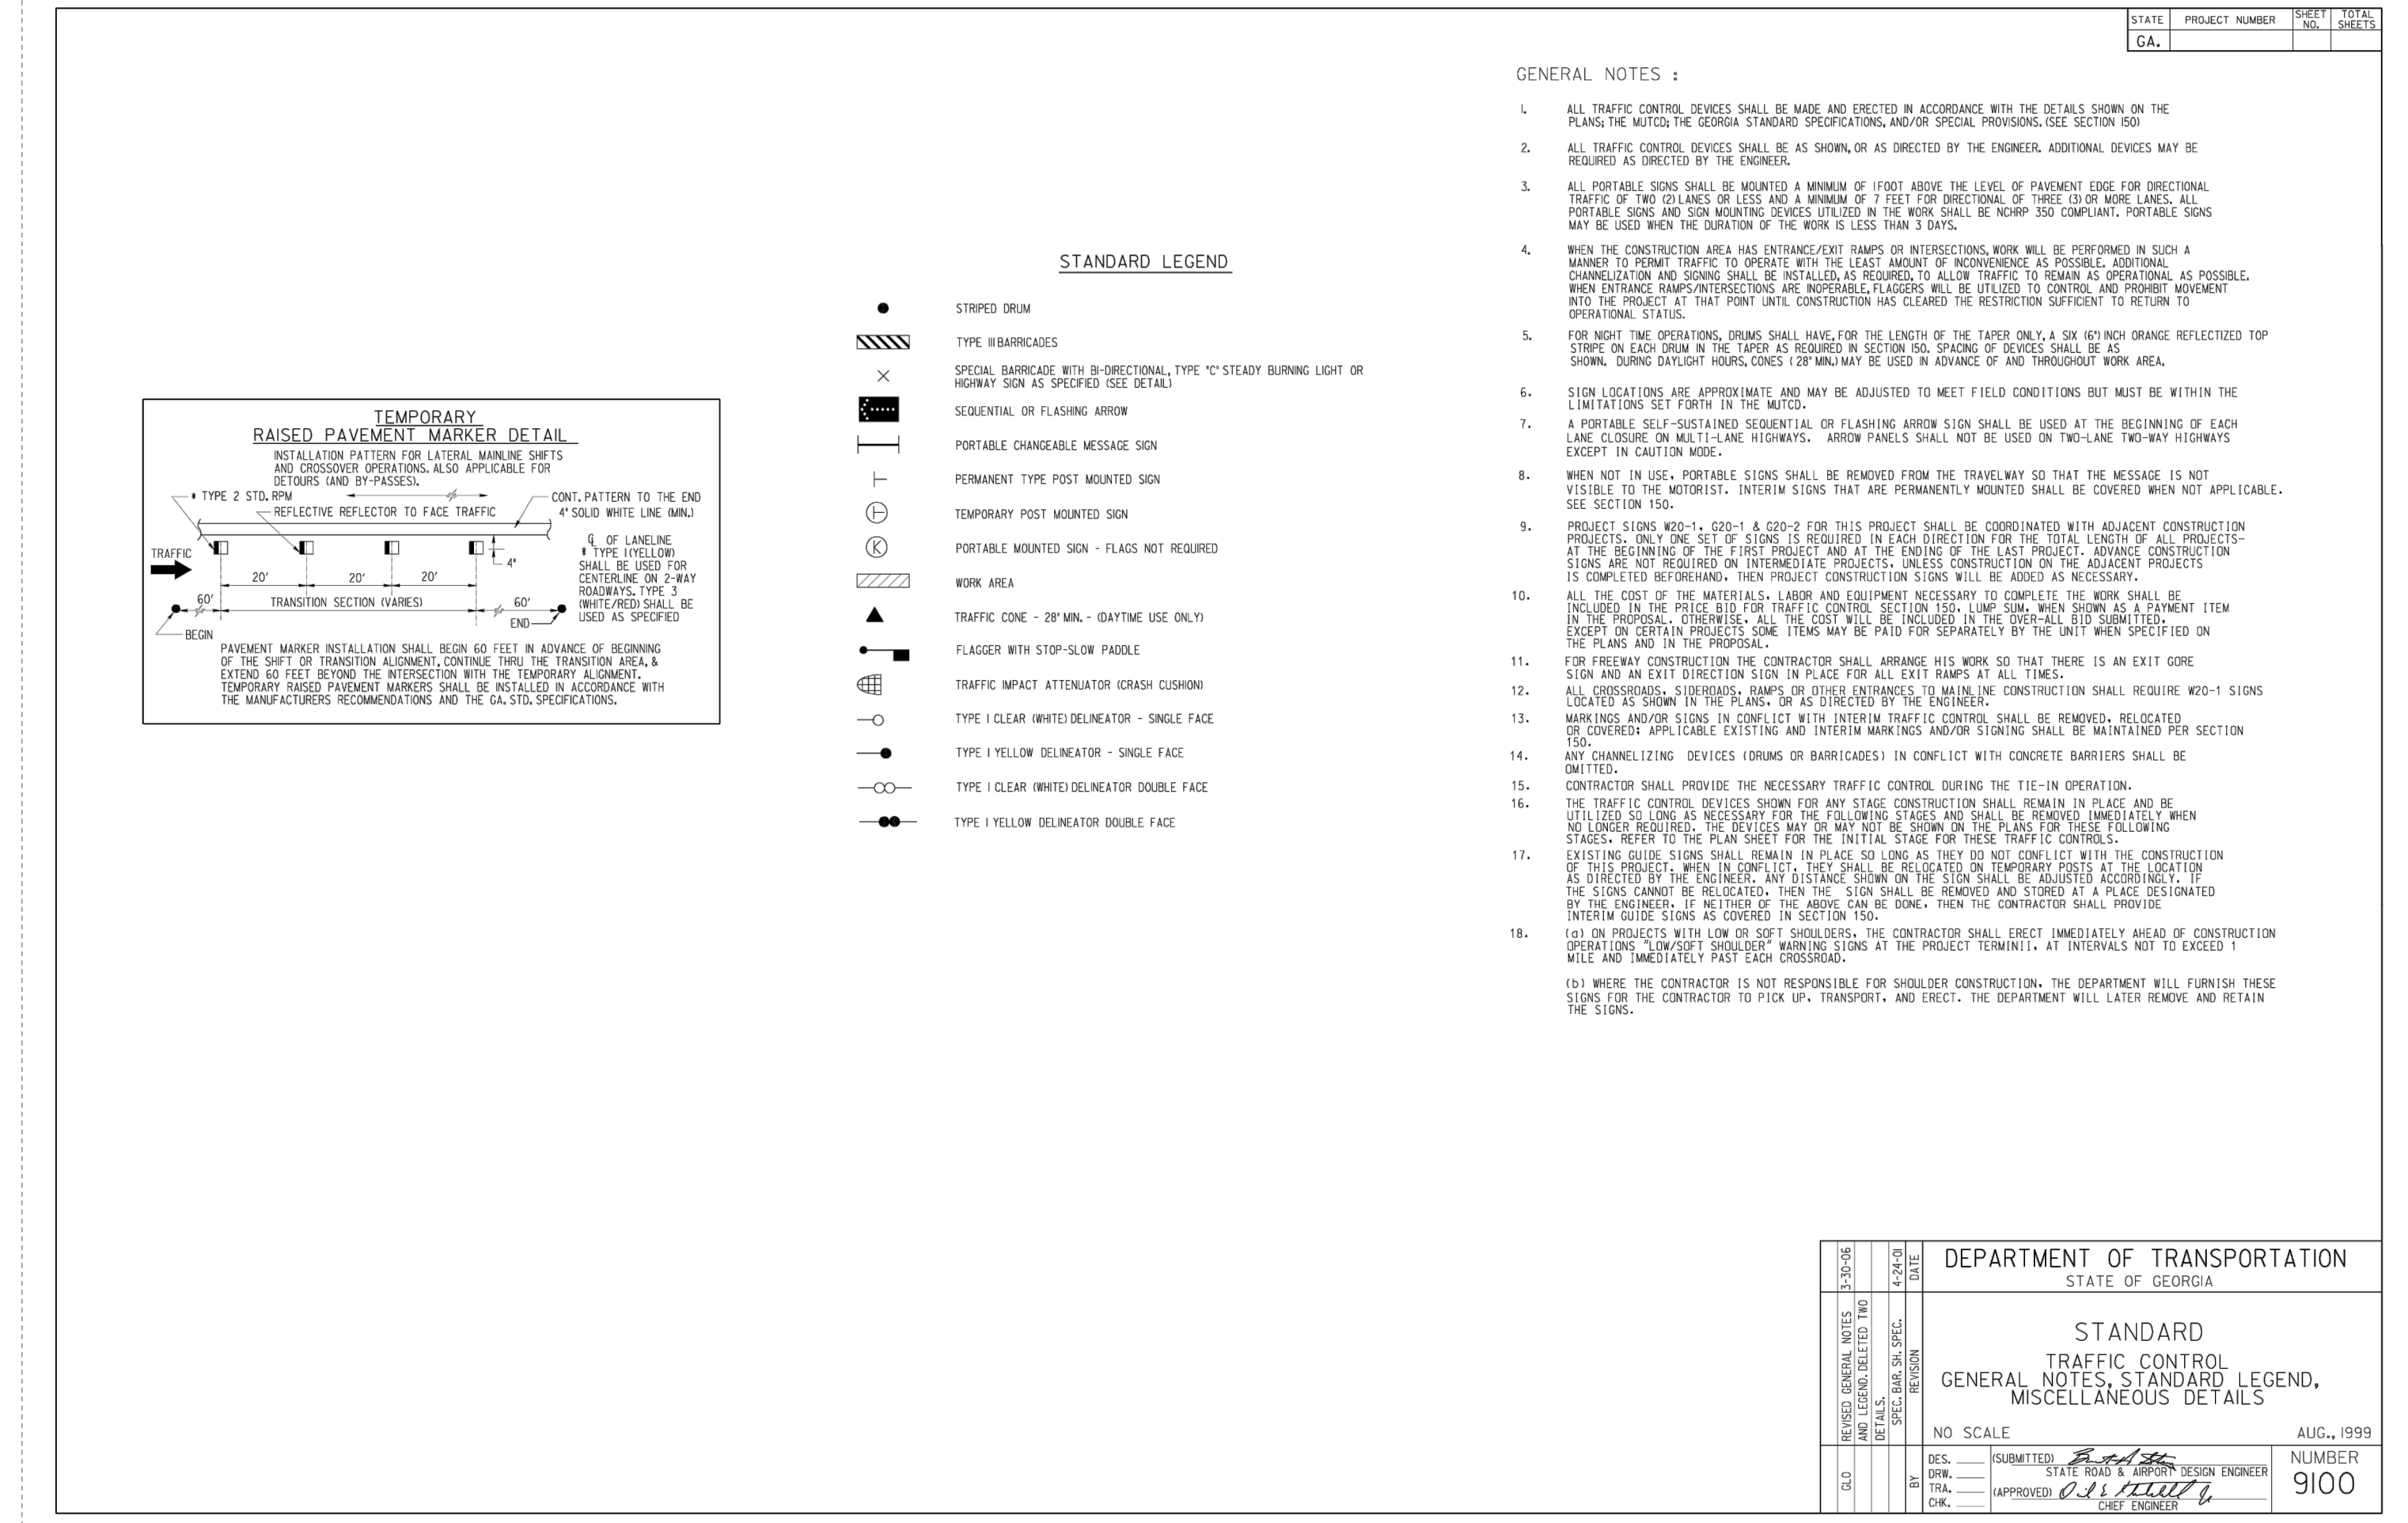 STATE PROJECT NUMBER SHEET NO. TOTAL SHEETS
GA.
TEMPORARY
RAISED PAVEMENT MARKER DETAIL
INSTALLATION PATTERN FOR LATERAL MAINLINE SHIFTS
AND CROSSOVER OPERATIONS. ALSO APPLICABLE FOR
DETOURS (AND BY-PASSES).
* TYPE 2 STD. RPM
REFLECTIVE REFLECTOR TO FACE TRAFFIC
CONT. PATTERN TO THE END
4" SOLID WHITE LINE (MIN.)
TRAFFIC
4"
℄ OF LANELINE
* TYPE I (YELLOW)
SHALL BE USED FOR
CENTERLINE ON 2-WAY
ROADWAYS. TYPE 3
(WHITE/RED) SHALL BE
USED AS SPECIFIED
20' 20' 20'
60' TRANSITION SECTION (VARIES) 60'
BEGIN
END
PAVEMENT MARKER INSTALLATION SHALL BEGIN 60 FEET IN ADVANCE OF BEGINNING
OF THE SHIFT OR TRANSITION ALIGNMENT, CONTINUE THRU THE TRANSITION AREA, &
EXTEND 60 FEET BEYOND THE INTERSECTION WITH THE TEMPORARY ALIGNMENT.
TEMPORARY RAISED PAVEMENT MARKERS SHALL BE INSTALLED IN ACCORDANCE WITH
THE MANUFACTURERS RECOMMENDATIONS AND THE GA. STD. SPECIFICATIONS.
STANDARD LEGEND
STRIPED DRUM
TYPE III BARRICADES
SPECIAL BARRICADE WITH BI-DIRECTIONAL, TYPE "C" STEADY BURNING LIGHT OR
HIGHWAY SIGN AS SPECIFIED (SEE DETAIL)
SEQUENTIAL OR FLASHING ARROW
PORTABLE CHANGEABLE MESSAGE SIGN
PERMANENT TYPE POST MOUNTED SIGN
TEMPORARY POST MOUNTED SIGN
K PORTABLE MOUNTED SIGN - FLAGS NOT REQUIRED
WORK AREA
TRAFFIC CONE - 28" MIN. - (DAYTIME USE ONLY)
FLAGGER WITH STOP-SLOW PADDLE
TRAFFIC IMPACT ATTENUATOR (CRASH CUSHION)
TYPE I CLEAR (WHITE) DELINEATOR - SINGLE FACE
TYPE I YELLOW DELINEATOR - SINGLE FACE
TYPE I CLEAR (WHITE) DELINEATOR DOUBLE FACE
TYPE I YELLOW DELINEATOR DOUBLE FACE
GENERAL NOTES :
1. ALL TRAFFIC CONTROL DEVICES SHALL BE MADE AND ERECTED IN ACCORDANCE WITH THE DETAILS SHOWN ON THE
PLANS; THE MUTCD; THE GEORGIA STANDARD SPECIFICATIONS, AND/OR SPECIAL PROVISIONS. (SEE SECTION 150)
2. ALL TRAFFIC CONTROL DEVICES SHALL BE AS SHOWN, OR AS DIRECTED BY THE ENGINEER. ADDITIONAL DEVICES MAY BE
REQUIRED AS DIRECTED BY THE ENGINEER.
3. ALL PORTABLE SIGNS SHALL BE MOUNTED A MINIMUM OF 1FOOT ABOVE THE LEVEL OF PAVEMENT EDGE FOR DIRECTIONAL
TRAFFIC OF TWO (2) LANES OR LESS AND A MINIMUM OF 7 FEET FOR DIRECTIONAL OF THREE (3) OR MORE LANES. ALL
PORTABLE SIGNS AND SIGN MOUNTING DEVICES UTILIZED IN THE WORK SHALL BE NCHRP 350 COMPLIANT. PORTABLE SIGNS
MAY BE USED WHEN THE DURATION OF THE WORK IS LESS THAN 3 DAYS.
4. WHEN THE CONSTRUCTION AREA HAS ENTRANCE/EXIT RAMPS OR INTERSECTIONS, WORK WILL BE PERFORMED IN SUCH A
MANNER TO PERMIT TRAFFIC TO OPERATE WITH THE LEAST AMOUNT OF INCONVENIENCE AS POSSIBLE. ADDITIONAL
CHANNELIZATION AND SIGNING SHALL BE INSTALLED, AS REQUIRED, TO ALLOW TRAFFIC TO REMAIN AS OPERATIONAL AS POSSIBLE.
WHEN ENTRANCE RAMPS/INTERSECTIONS ARE INOPERABLE, FLAGGERS WILL BE UTILIZED TO CONTROL AND PROHIBIT MOVEMENT
INTO THE PROJECT AT THAT POINT UNTIL CONSTRUCTION HAS CLEARED THE RESTRICTION SUFFICIENT TO RETURN TO
OPERATIONAL STATUS.
5. FOR NIGHT TIME OPERATIONS, DRUMS SHALL HAVE, FOR THE LENGTH OF THE TAPER ONLY, A SIX (6") INCH ORANGE REFLECTIZED TOP
STRIPE ON EACH DRUM IN THE TAPER AS REQUIRED IN SECTION 150. SPACING OF DEVICES SHALL BE AS
SHOWN. DURING DAYLIGHT HOURS, CONES ( 28" MIN.) MAY BE USED IN ADVANCE OF AND THROUGHOUT WORK AREA.
6. SIGN LOCATIONS ARE APPROXIMATE AND MAY BE ADJUSTED TO MEET FIELD CONDITIONS BUT MUST BE WITHIN THE
LIMITATIONS SET FORTH IN THE MUTCD.
7. A PORTABLE SELF-SUSTAINED SEQUENTIAL OR FLASHING ARROW SIGN SHALL BE USED AT THE BEGINNING OF EACH
LANE CLOSURE ON MULTI-LANE HIGHWAYS. ARROW PANELS SHALL NOT BE USED ON TWO-LANE TWO-WAY HIGHWAYS
EXCEPT IN CAUTION MODE.
8. WHEN NOT IN USE, PORTABLE SIGNS SHALL BE REMOVED FROM THE TRAVELWAY SO THAT THE MESSAGE IS NOT
VISIBLE TO THE MOTORIST. INTERIM SIGNS THAT ARE PERMANENTLY MOUNTED SHALL BE COVERED WHEN NOT APPLICABLE.
SEE SECTION 150.
9. PROJECT SIGNS W20-1, G20-1 & G20-2 FOR THIS PROJECT SHALL BE COORDINATED WITH ADJACENT CONSTRUCTION
PROJECTS. ONLY ONE SET OF SIGNS IS REQUIRED IN EACH DIRECTION FOR THE TOTAL LENGTH OF ALL PROJECTS-
AT THE BEGINNING OF THE FIRST PROJECT AND AT THE ENDING OF THE LAST PROJECT. ADVANCE CONSTRUCTION
SIGNS ARE NOT REQUIRED ON INTERMEDIATE PROJECTS, UNLESS CONSTRUCTION ON THE ADJACENT PROJECTS
IS COMPLETED BEFOREHAND, THEN PROJECT CONSTRUCTION SIGNS WILL BE ADDED AS NECESSARY.
10. ALL THE COST OF THE MATERIALS, LABOR AND EQUIPMENT NECESSARY TO COMPLETE THE WORK SHALL BE
INCLUDED IN THE PRICE BID FOR TRAFFIC CONTROL SECTION 150, LUMP SUM, WHEN SHOWN AS A PAYMENT ITEM
IN THE PROPOSAL. OTHERWISE, ALL THE COST WILL BE INCLUDED IN THE OVER-ALL BID SUBMITTED,
EXCEPT ON CERTAIN PROJECTS SOME ITEMS MAY BE PAID FOR SEPARATELY BY THE UNIT WHEN SPECIFIED ON
THE PLANS AND IN THE PROPOSAL.
11. FOR FREEWAY CONSTRUCTION THE CONTRACTOR SHALL ARRANGE HIS WORK SO THAT THERE IS AN EXIT GORE
SIGN AND AN EXIT DIRECTION SIGN IN PLACE FOR ALL EXIT RAMPS AT ALL TIMES.
12. ALL CROSSROADS, SIDEROADS, RAMPS OR OTHER ENTRANCES TO MAINLINE CONSTRUCTION SHALL REQUIRE W20-1 SIGNS
LOCATED AS SHOWN IN THE PLANS, OR AS DIRECTED BY THE ENGINEER.
13. MARKINGS AND/OR SIGNS IN CONFLICT WITH INTERIM TRAFFIC CONTROL SHALL BE REMOVED, RELOCATED
OR COVERED; APPLICABLE EXISTING AND INTERIM MARKINGS AND/OR SIGNING SHALL BE MAINTAINED PER SECTION
150.
14. ANY CHANNELIZING DEVICES (DRUMS OR BARRICADES) IN CONFLICT WITH CONCRETE BARRIERS SHALL BE
OMITTED.
15. CONTRACTOR SHALL PROVIDE THE NECESSARY TRAFFIC CONTROL DURING THE TIE-IN OPERATION.
16. THE TRAFFIC CONTROL DEVICES SHOWN FOR ANY STAGE CONSTRUCTION SHALL REMAIN IN PLACE AND BE
UTILIZED SO LONG AS NECESSARY FOR THE FOLLOWING STAGES AND SHALL BE REMOVED IMMEDIATELY WHEN
NO LONGER REQUIRED. THE DEVICES MAY OR MAY NOT BE SHOWN ON THE PLANS FOR THESE FOLLOWING
STAGES, REFER TO THE PLAN SHEET FOR THE INITIAL STAGE FOR THESE TRAFFIC CONTROLS.
17. EXISTING GUIDE SIGNS SHALL REMAIN IN PLACE SO LONG AS THEY DO NOT CONFLICT WITH THE CONSTRUCTION
OF THIS PROJECT. WHEN IN CONFLICT, THEY SHALL BE RELOCATED ON TEMPORARY POSTS AT THE LOCATION
AS DIRECTED BY THE ENGINEER. ANY DISTANCE SHOWN ON THE SIGN SHALL BE ADJUSTED ACCORDINGLY. IF
THE SIGNS CANNOT BE RELOCATED, THEN THE SIGN SHALL BE REMOVED AND STORED AT A PLACE DESIGNATED
BY THE ENGINEER. IF NEITHER OF THE ABOVE CAN BE DONE, THEN THE CONTRACTOR SHALL PROVIDE
INTERIM GUIDE SIGNS AS COVERED IN SECTION 150.
18. (a) ON PROJECTS WITH LOW OR SOFT SHOULDERS, THE CONTRACTOR SHALL ERECT IMMEDIATELY AHEAD OF CONSTRUCTION
OPERATIONS "LOW/SOFT SHOULDER" WARNING SIGNS AT THE PROJECT TERMINII, AT INTERVALS NOT TO EXCEED 1
MILE AND IMMEDIATELY PAST EACH CROSSROAD.
(b) WHERE THE CONTRACTOR IS NOT RESPONSIBLE FOR SHOULDER CONSTRUCTION, THE DEPARTMENT WILL FURNISH THESE
SIGNS FOR THE CONTRACTOR TO PICK UP, TRANSPORT, AND ERECT. THE DEPARTMENT WILL LATER REMOVE AND RETAIN
THE SIGNS.
GLO REVISED GENERAL NOTES 3-30-06
AND LEGEND. DELETED TWO
DETAILS.
SPEC. BAR. SH. SPEC. 4-24-01
BY REVISION DATE
DEPARTMENT OF TRANSPORTATION
STATE OF GEORGIA
STANDARD
TRAFFIC CONTROL
GENERAL NOTES, STANDARD LEGEND,
MISCELLANEOUS DETAILS
NO SCALE AUG., 1999
DES.
DRW.
TRA.
CHK.
(SUBMITTED)
STATE ROAD & AIRPORT DESIGN ENGINEER
(APPROVED)
CHIEF ENGINEER
NUMBER
9100